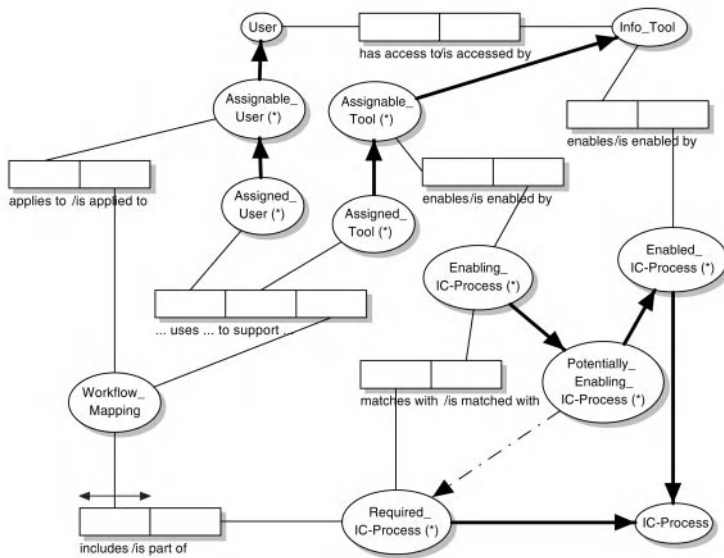 User
Info_Tool
has access to/is accessed by
Assignable_
User (*)
Assignable_
Tool (*)
enables/is enabled by
applies to /is applied to
enables/is enabled by
Assigned_
User (*)
Assigned_
Tool (*)
Enabling_
IC-Process (*)
Enabled_
IC-Process (*)
... uses ... to support ...
Potentially_
Enabling_
IC-Process (*)
Workflow_
Mapping
matches with /is matched with
Required_
IC-Process (*)
IC-Process
includes /is part of